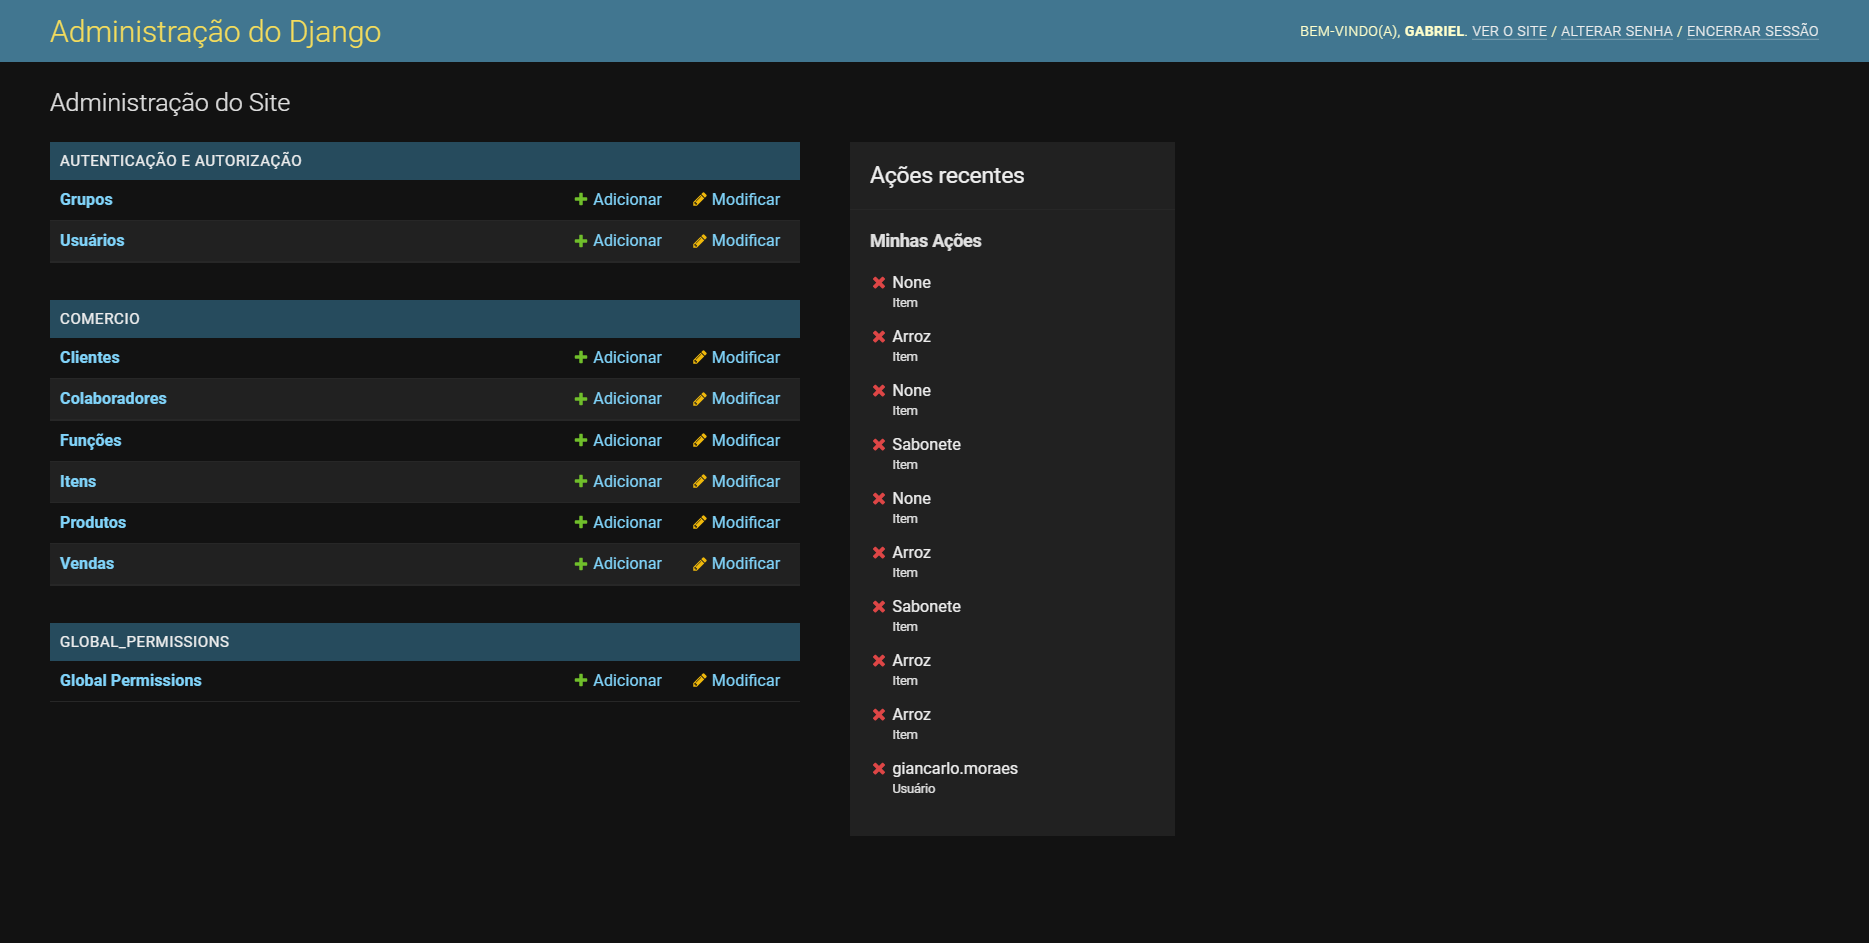 Administração do Django
BEM-VINDO(A), GABRIEL. VER O SITE / ALTERAR SENHA / ENCERRAR SESSÃO
Administração do Site
AUTENTICAÇÃO E AUTORIZAÇÃO
Grupos Adicionar Modificar
Usuários Adicionar Modificar
COMERCIO
Clientes Adicionar Modificar
Colaboradores Adicionar Modificar
Funções Adicionar Modificar
Itens Adicionar Modificar
Produtos Adicionar Modificar
Vendas Adicionar Modificar
GLOBAL_PERMISSIONS
Global Permissions Adicionar Modificar
Ações recentes
Minhas Ações
None
Item
Arroz
Item
None
Item
Sabonete
Item
None
Item
Arroz
Item
Sabonete
Item
Arroz
Item
Arroz
Item
giancarlo.moraes
Usuário